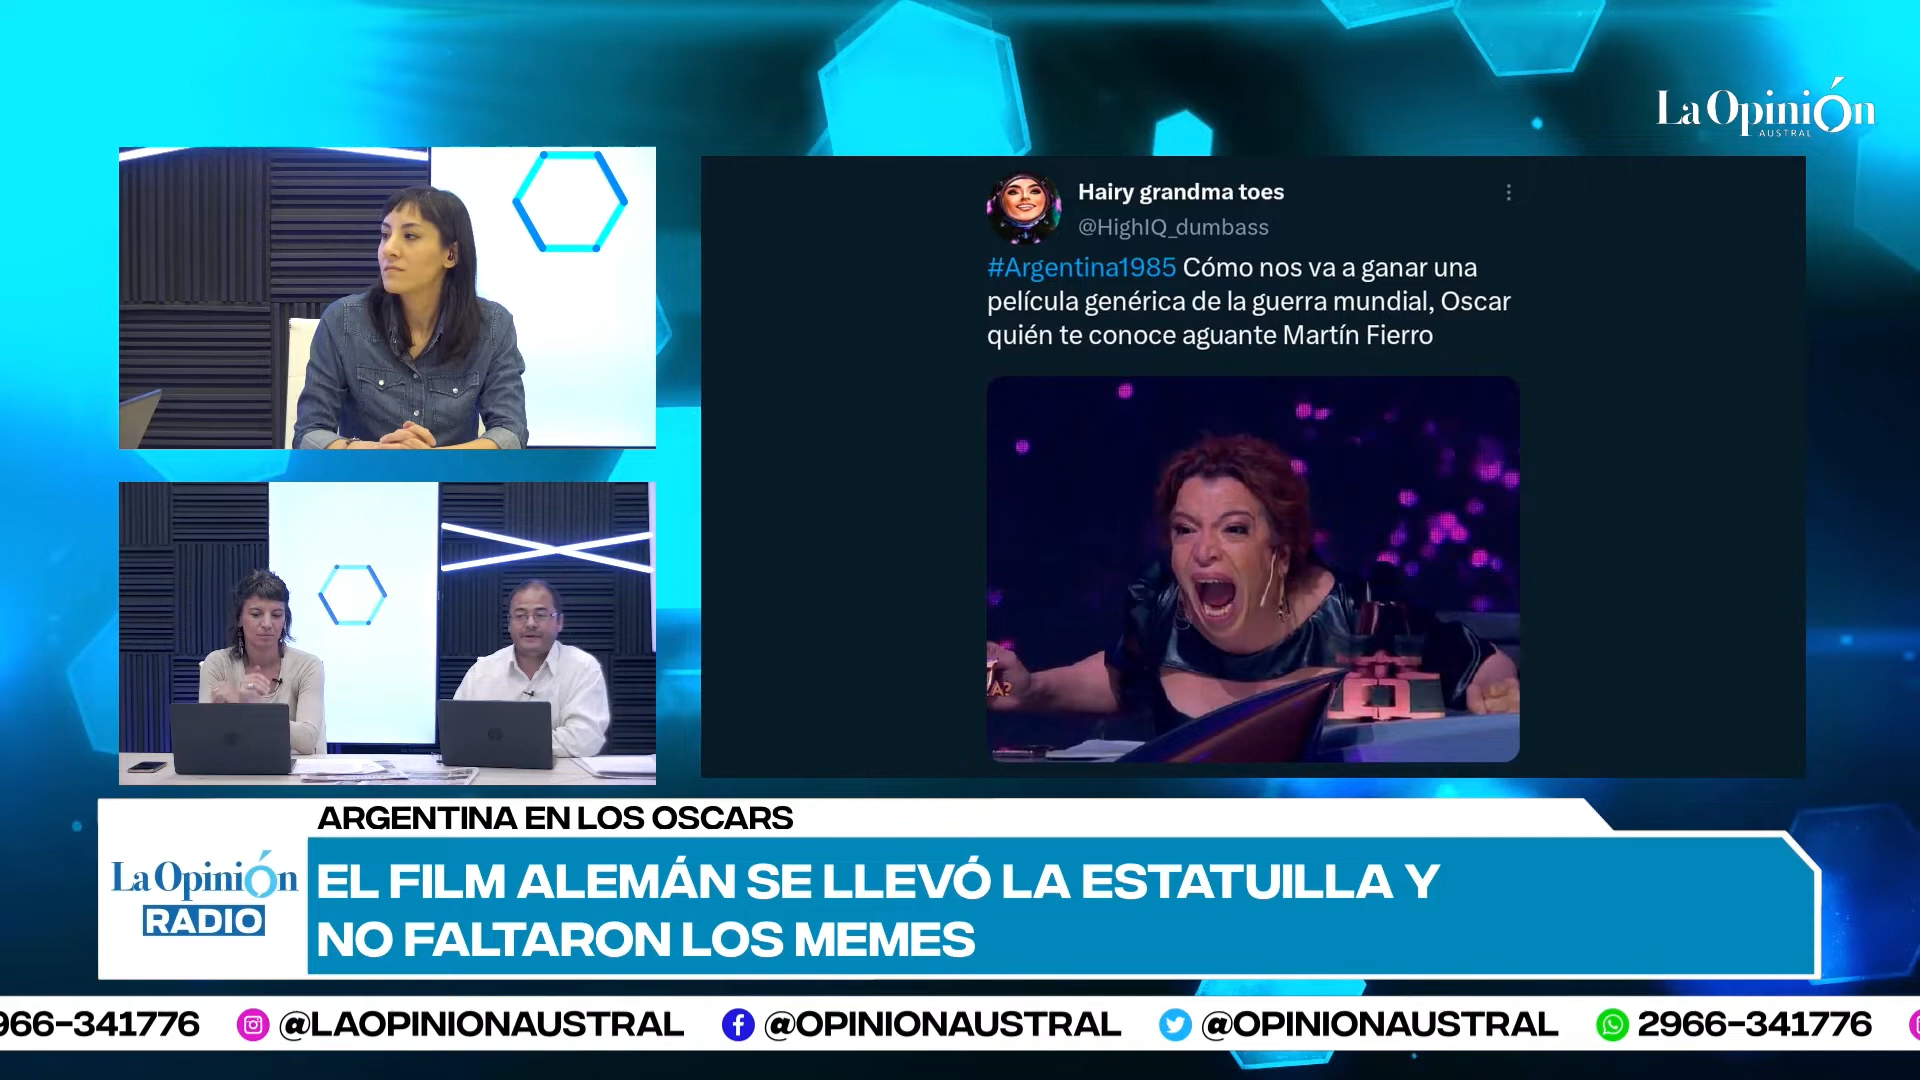 La Opinión
AUSTRAL
Hairy grandma toes
@HighIQ_dumbass
#Argentina1985 Cómo nos va a ganar una
película genérica de la guerra mundial, Oscar
quién te conoce aguante Martín Fierro
A?
ARGENTINA EN LOS OSCARS
La Opinión
RADIO
EL FILM ALEMÁN SE LLEVÓ LA ESTATUILLA Y
NO FALTARON LOS MEMES
966-341776 @LAOPINIONAUSTRAL @OPINIONAUSTRAL @OPINIONAUSTRAL 2966-341776